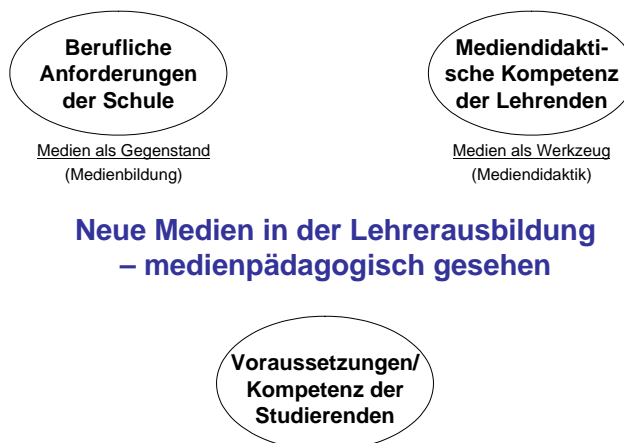 Berufliche
Anforderungen
der Schule
Medien als Gegenstand
(Medienbildung)
Mediendidakti-
sche Kompetenz
der Lehrenden
Medien als Werkzeug
(Mediendidaktik)
Neue Medien in der Lehrerausbildung
– medienpädagogisch gesehen
Voraussetzungen/
Kompetenz der
Studierenden